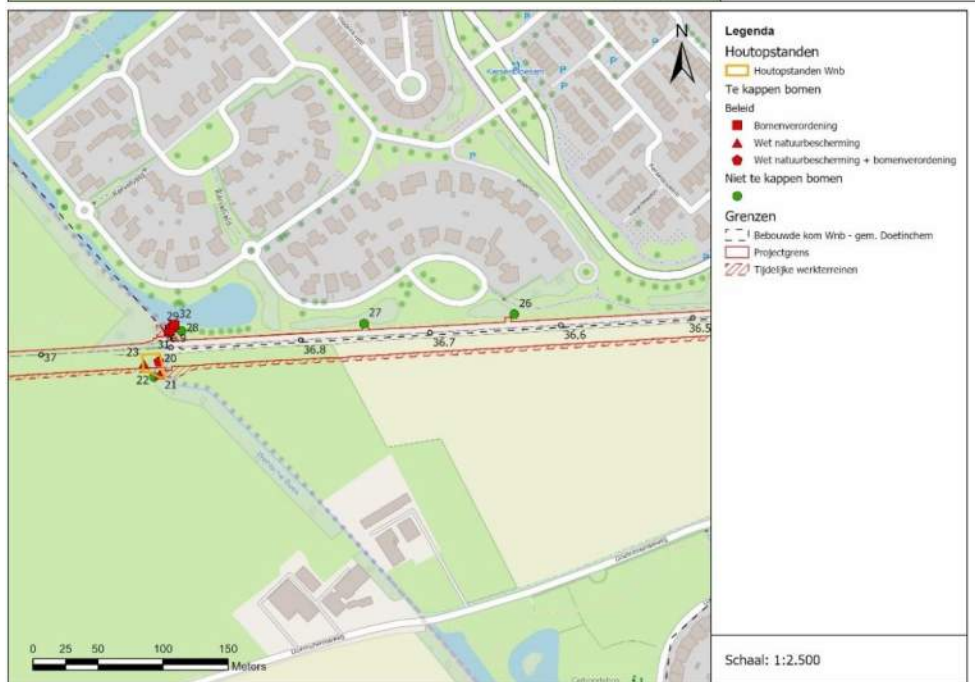 N
P
P
P
P
P
P
29 32
28
27
26
31
23
20
22
21
37
36.8
36.7
36.6
36.5
0 25 50 100 150
Meters
Legenda
Houtopstanden
Houtopstanden Wnb
Te kappen bomen
Beleid
Bomenverordening
Wet natuurbescherming
Wet natuurbescherming + bomenverordening
Niet te kappen bomen
Grenzen
Bebouwde kom Wnb - gem. Doetinchem
Projectgrens
Tijdelijke werkterreinen
Schaal: 1:2.500